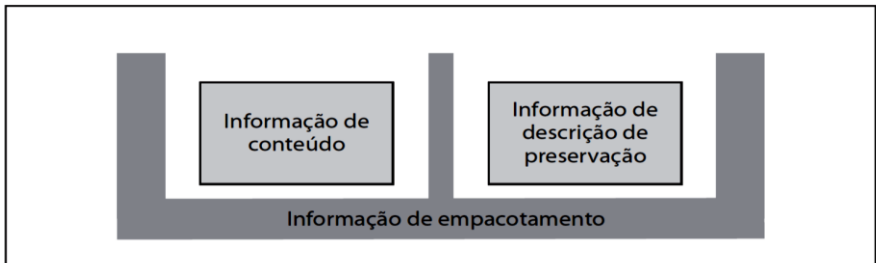 Informação de
conteúdo
Informação de
descrição de
preservação
Informação de empacotamento